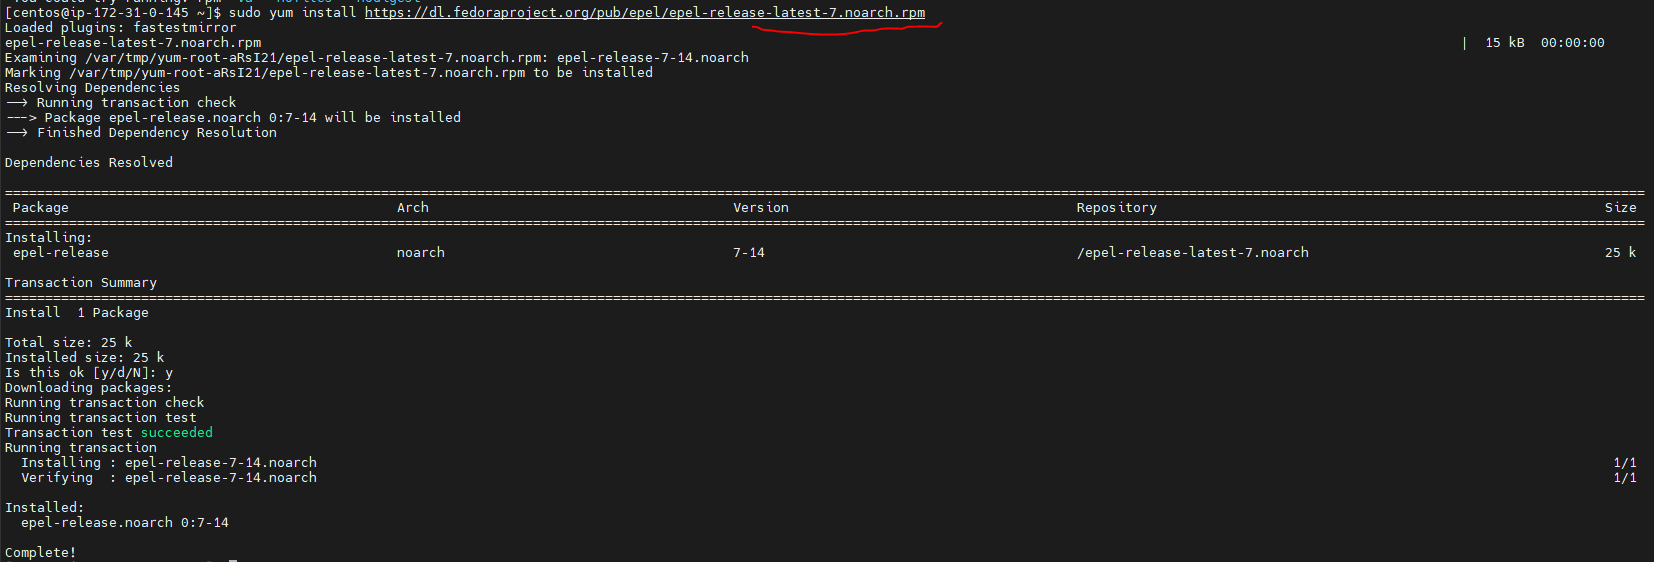 [centos@ip-172-31-0-145 ~]$ sudo yum install https://dl.fedoraproject.org/pub/epel/epel-release-latest-7.noarch.rpm
Loaded plugins: fastestmirror
epel-release-latest-7.noarch.rpm | 15 kB 00:00:00
Examining /var/tmp/yum-root-aRsI21/epel-release-latest-7.noarch.rpm: epel-release-7-14.noarch
Marking /var/tmp/yum-root-aRsI21/epel-release-latest-7.noarch.rpm to be installed
Resolving Dependencies
--> Running transaction check
---> Package epel-release.noarch 0:7-14 will be installed
--> Finished Dependency Resolution
Dependencies Resolved
Package Arch Version Repository Size
Installing:
epel-release noarch 7-14 /epel-release-latest-7.noarch 25 k
Transaction Summary
Install 1 Package
Total size: 25 k
Installed size: 25 k
Is this ok [y/d/N]: y
Downloading packages:
Running transaction check
Running transaction test
Transaction test succeeded
Running transaction
Installing : epel-release-7-14.noarch 1/1
Verifying : epel-release-7-14.noarch 1/1
Installed:
epel-release.noarch 0:7-14
Complete!